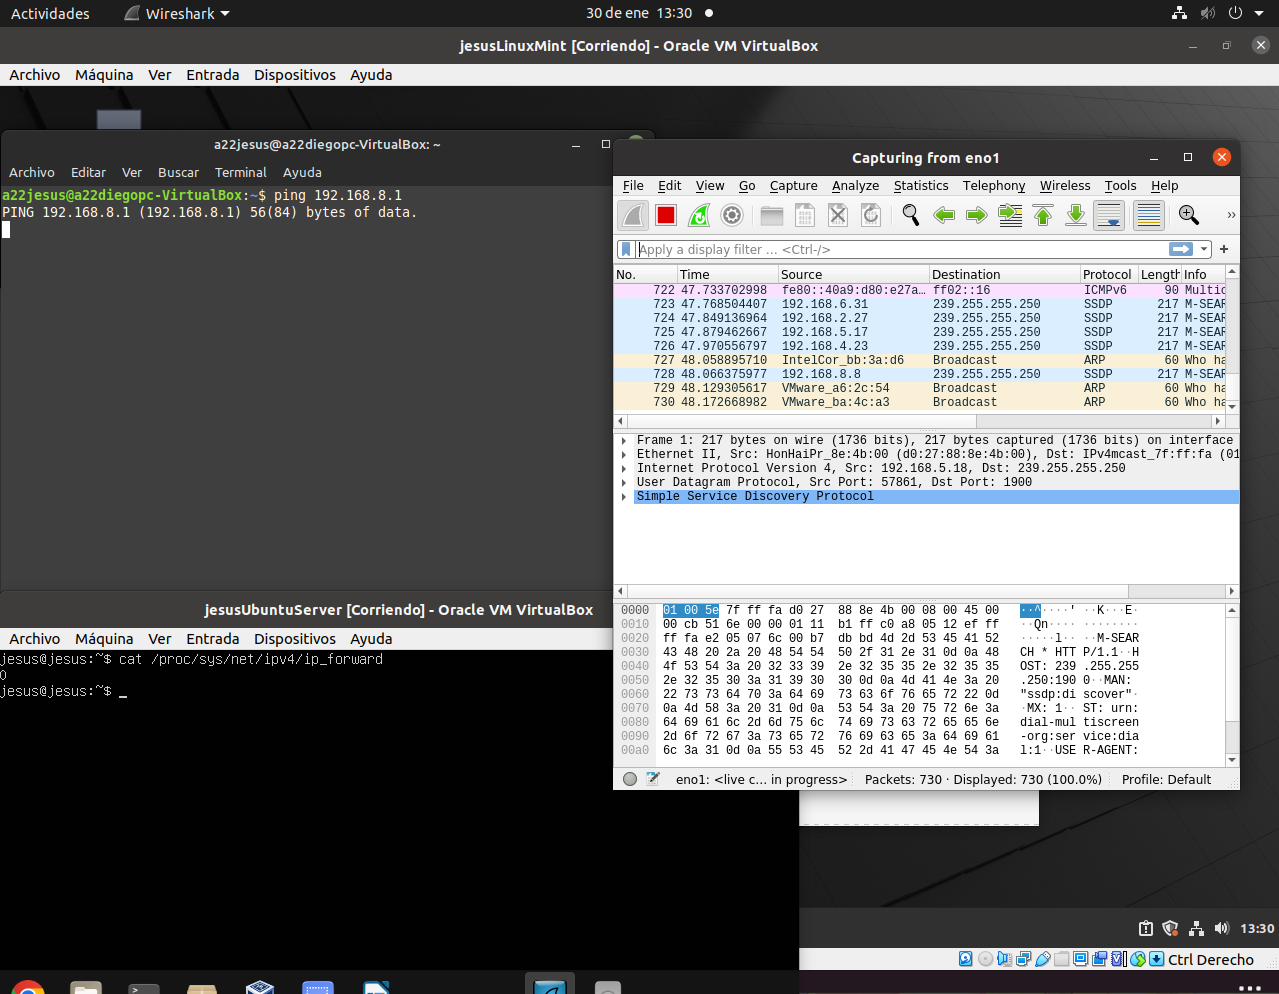 Actividades
Wireshark
30 de ene 13:30
jesusLinuxMint [Corriendo] - Oracle VM VirtualBox
Archivo Máquina Ver Entrada Dispositivos Ayuda
a22jesus@a22diegopc-VirtualBox: ~
Archivo Editar Ver Buscar Terminal Ayuda
a22jesus@a22diegopc-VirtualBox:~$ ping 192.168.8.1
PING 192.168.8.1 (192.168.8.1) 56(84) bytes of data.
Capturing from eno1
File Edit View Go Capture Analyze Statistics Telephony Wireless Tools Help
Apply a display filter ... <Ctrl-/>
No. Time Source Destination Protocol Length Info
722 47.733702998 fe80::40a9:d80:e27a… ff02::16 ICMPv6 90 Multic
723 47.768504407 192.168.6.31 239.255.255.250 SSDP 217 M-SEAR
724 47.849136964 192.168.2.27 239.255.255.250 SSDP 217 M-SEAR
725 47.879462667 192.168.5.17 239.255.255.250 SSDP 217 M-SEAR
726 47.970556797 192.168.4.23 239.255.255.250 SSDP 217 M-SEAR
727 48.058895710 IntelCor_bb:3a:d6 Broadcast ARP 60 Who ha
728 48.066375977 192.168.8.8 239.255.255.250 SSDP 217 M-SEAR
729 48.129305617 VMware_a6:2c:54 Broadcast ARP 60 Who ha
730 48.172668982 VMware_ba:4c:a3 Broadcast ARP 60 Who ha
Frame 1: 217 bytes on wire (1736 bits), 217 bytes captured (1736 bits) on interface
Ethernet II, Src: HonHaiPr_8e:4b:00 (d0:27:88:8e:4b:00), Dst: IPv4mcast_7f:ff:fa (01
Internet Protocol Version 4, Src: 192.168.5.18, Dst: 239.255.255.250
User Datagram Protocol, Src Port: 57861, Dst Port: 1900
Simple Service Discovery Protocol
0000 01 00 5e 7f ff fa d0 27 88 8e 4b 00 08 00 45 00 ··^····' ··K···E·
0010 00 cb 51 6e 00 00 01 11 b1 ff c0 a8 05 12 ef ff ··Qn···· ········
0020 ff fa e2 05 07 6c 00 b7 db bd 4d 2d 53 45 41 52 ·····l·· ··M-SEAR
0030 43 48 20 2a 20 48 54 54 50 2f 31 2e 31 0d 0a 48 CH * HTT P/1.1··H
0040 4f 53 54 3a 20 32 33 39 2e 32 35 35 2e 32 35 35 OST: 239 .255.255
0050 2e 32 35 30 3a 31 39 30 30 0d 0a 4d 41 4e 3a 20 .250:190 0··MAN:
0060 22 73 73 64 70 3a 64 69 73 63 6f 76 65 72 22 0d "ssdp:di scover"·
0070 0a 4d 58 3a 20 31 0d 0a 53 54 3a 20 75 72 6e 3a ·MX: 1·· ST: urn:
0080 64 69 61 6c 2d 6d 75 6c 74 69 73 63 72 65 65 6e dial-mul tiscreen
0090 2d 6f 72 67 3a 73 65 72 76 69 63 65 3a 64 69 61 -org:ser vice:dia
00a0 6c 3a 31 0d 0a 55 53 45 52 2d 41 47 45 4e 54 3a l:1··USE R-AGENT:
eno1: <live c... in progress> Packets: 730 · Displayed: 730 (100.0%) Profile: Default
jesusUbuntuServer [Corriendo] - Oracle VM VirtualBox
Archivo Máquina Ver Entrada Dispositivos Ayuda
jesus@jesus:~$ cat /proc/sys/net/ipv4/ip_forward
0
jesus@jesus:~$ _
13:30
Ctrl Derecho